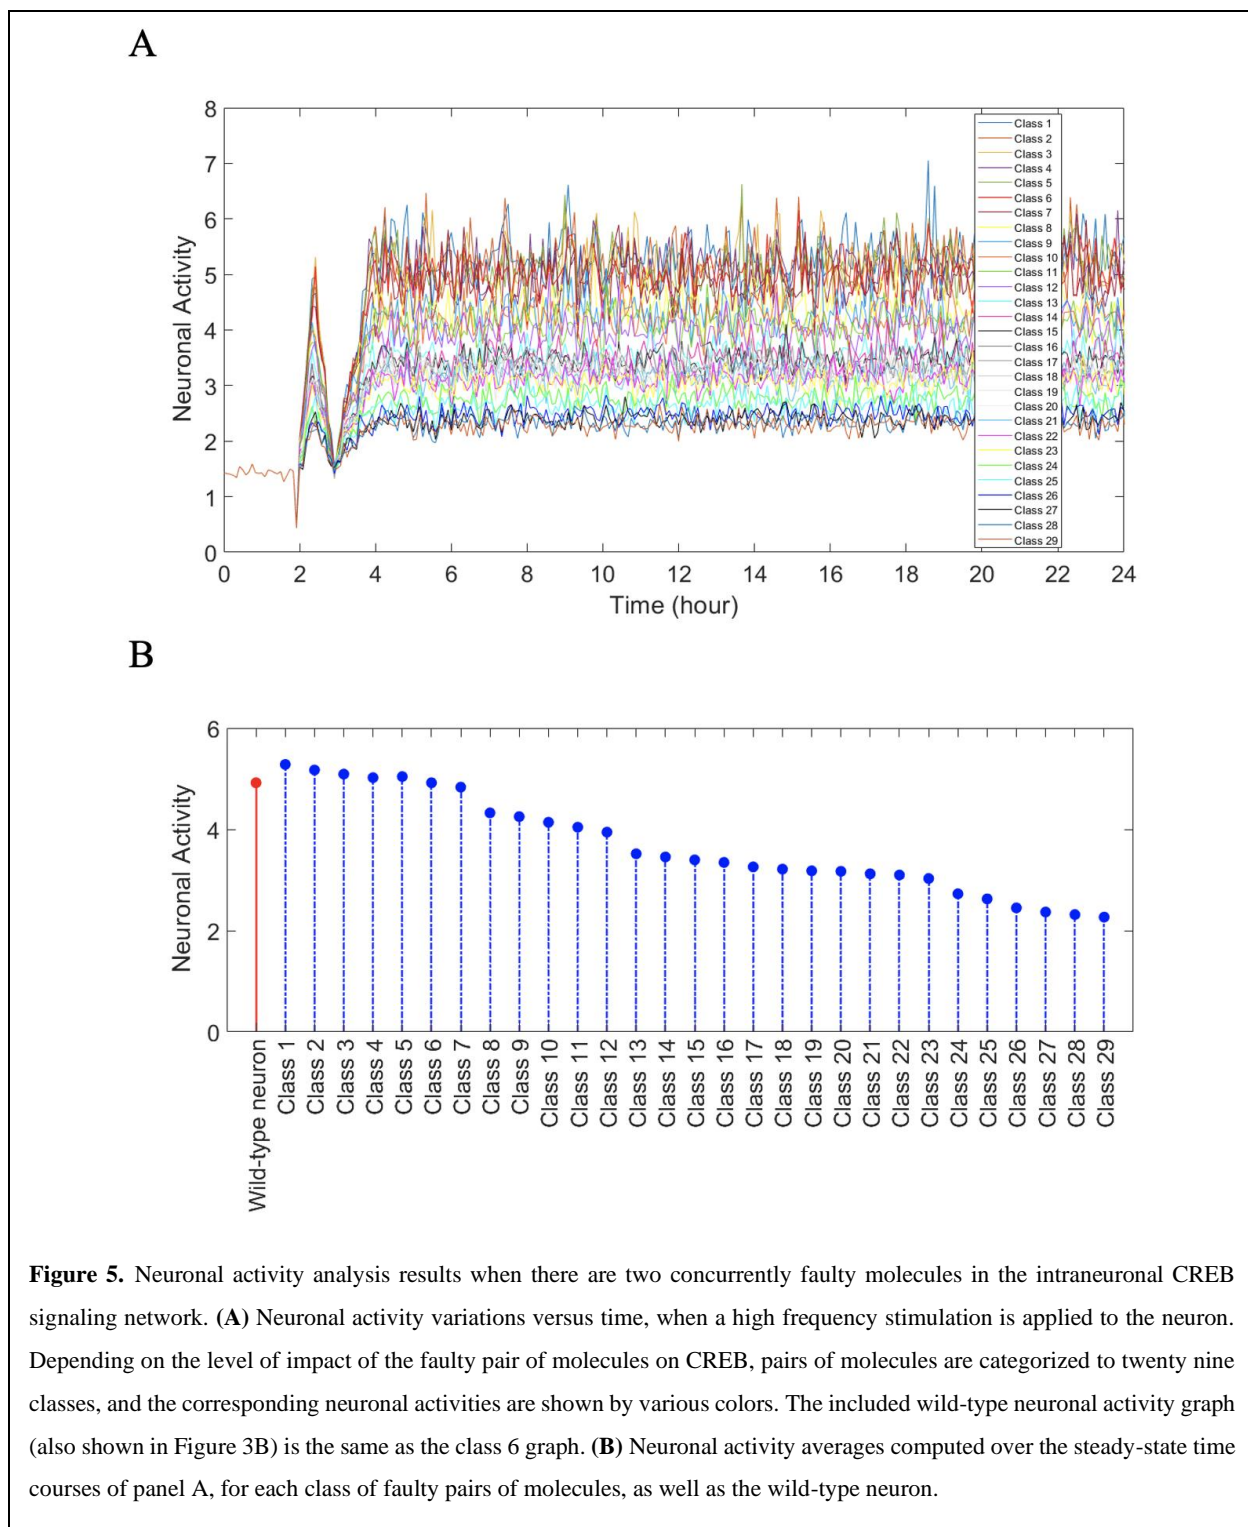 A
8
7
6
5
4
3
2
1
0
Neuronal Activity
Class 1
Class 2
Class 3
Class 4
Class 5
Class 6
Class 7
Class 8
Class 9
Class 10
Class 11
Class 12
Class 13
Class 14
Class 15
Class 16
Class 17
Class 18
Class 19
Class 20
Class 21
Class 22
Class 23
Class 24
Class 25
Class 26
Class 27
Class 28
Class 29
0 2 4 6 8 10 12 14 16 18 20 22 24
Time (hour)
B
6
4
2
0
Neuronal Activity
Wild-type neuron
Class 1
Class 2
Class 3
Class 4
Class 5
Class 6
Class 7
Class 8
Class 9
Class 10
Class 11
Class 12
Class 13
Class 14
Class 15
Class 16
Class 17
Class 18
Class 19
Class 20
Class 21
Class 22
Class 23
Class 24
Class 25
Class 26
Class 27
Class 28
Class 29
Figure 5. Neuronal activity analysis results when there are two concurrently faulty molecules in the intraneuronal CREB
signaling network. (A) Neuronal activity variations versus time, when a high frequency stimulation is applied to the neuron.
Depending on the level of impact of the faulty pair of molecules on CREB, pairs of molecules are categorized to twenty nine
classes, and the corresponding neuronal activities are shown by various colors. The included wild-type neuronal activity graph
(also shown in Figure 3B) is the same as the class 6 graph. (B) Neuronal activity averages computed over the steady-state time
courses of panel A, for each class of faulty pairs of molecules, as well as the wild-type neuron.